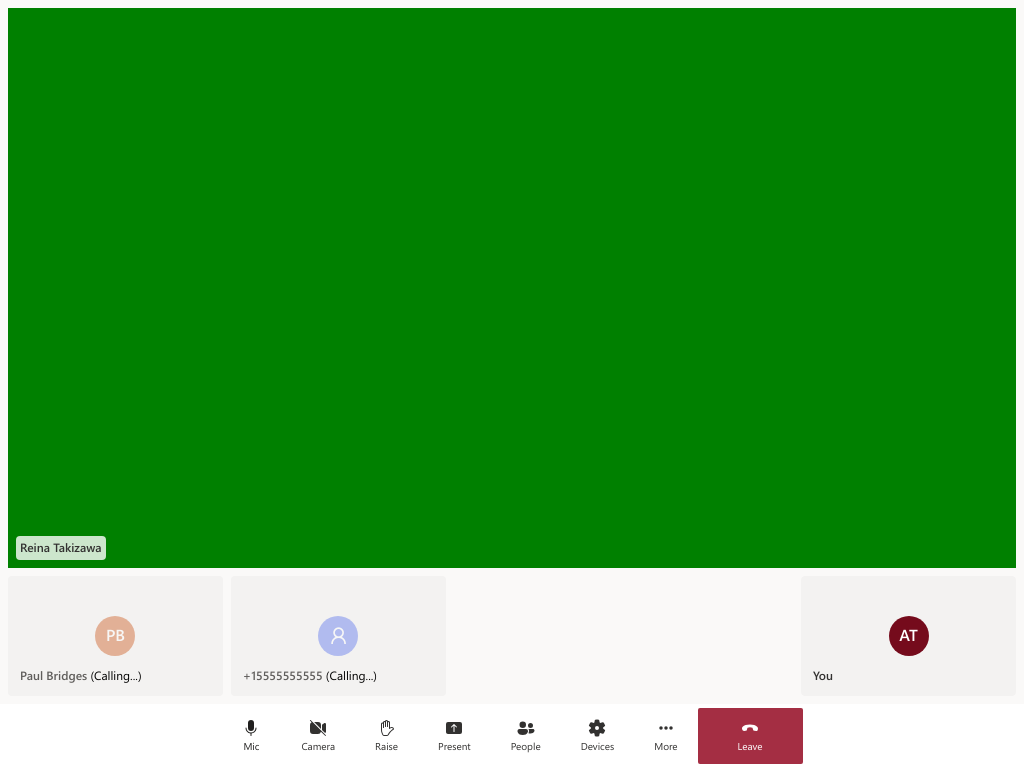 Reina Takizawa
PB
Paul Bridges (Calling...)
+15555555555 (Calling...)
AT
You
Mic
Camera
Raise
Present
People
Devices
More
Leave